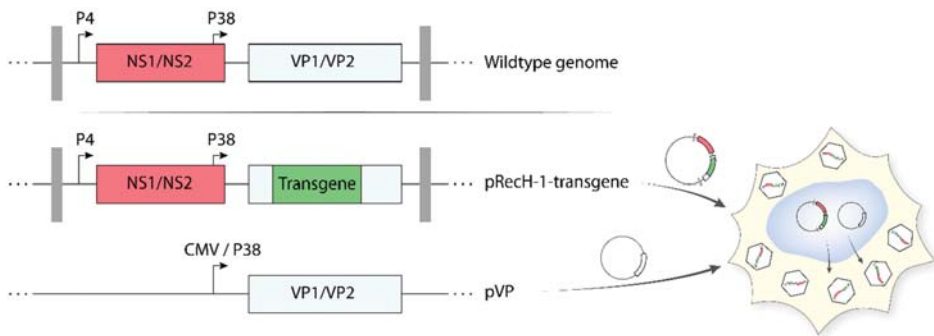 P4 P38
NS1/NS2 VP1/VP2
··· ··· Wildtype genome
P4 P38
NS1/NS2 Transgene
··· ··· pRecH-1-transgene
CMV / P38
VP1/VP2
··· ··· pVP